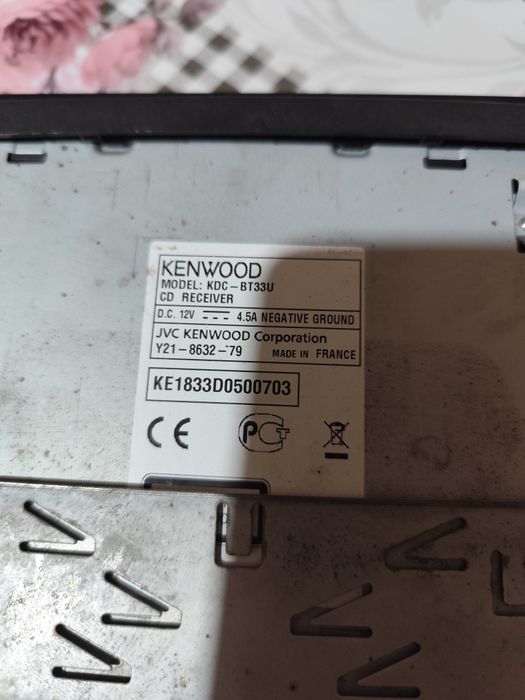 KENWOOD
MODEL: KDC-BT33U
CD RECEIVER
D.C. 12V 4.5A NEGATIVE GROUND
JVC KENWOOD Corporation
Y21-8632-79 MADE IN FRANCE
KE1833D0500703
CE PCT